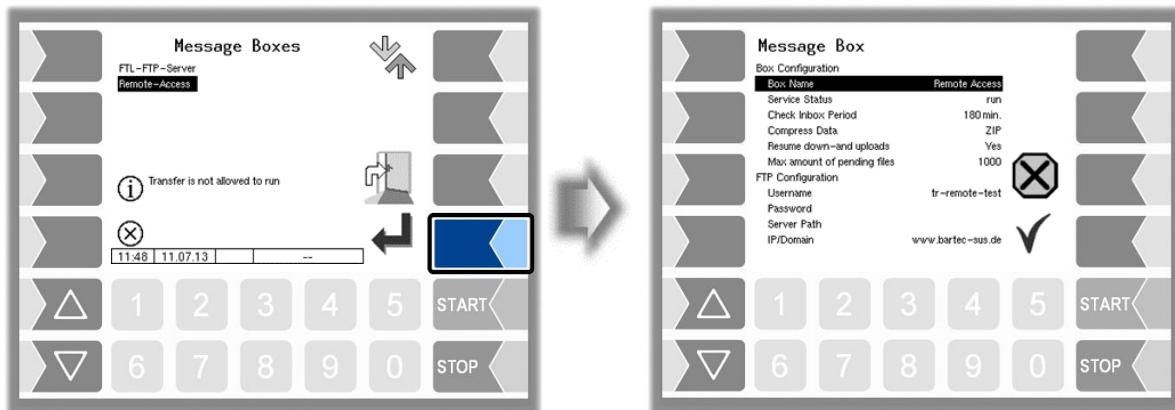 Message Boxes
FTL-FTP-Server
Remote-Access
Transfer is not allowed to run
11:48 11.07.13 --
1 2 3 4 5 START
6 7 8 9 0 STOP
Message Box
Box Configuration
Box Name Remote Access
Service Status run
Check Inbox Period 180 min.
Compress Data ZIP
Resume down-and uploads Yes
Max amount of pending files 1000
FTP Configuration
Username tr-remote-test
Password
Server Path
IP/Domain www.bartec-sus.de
1 2 3 4 5 START
6 7 8 9 0 STOP